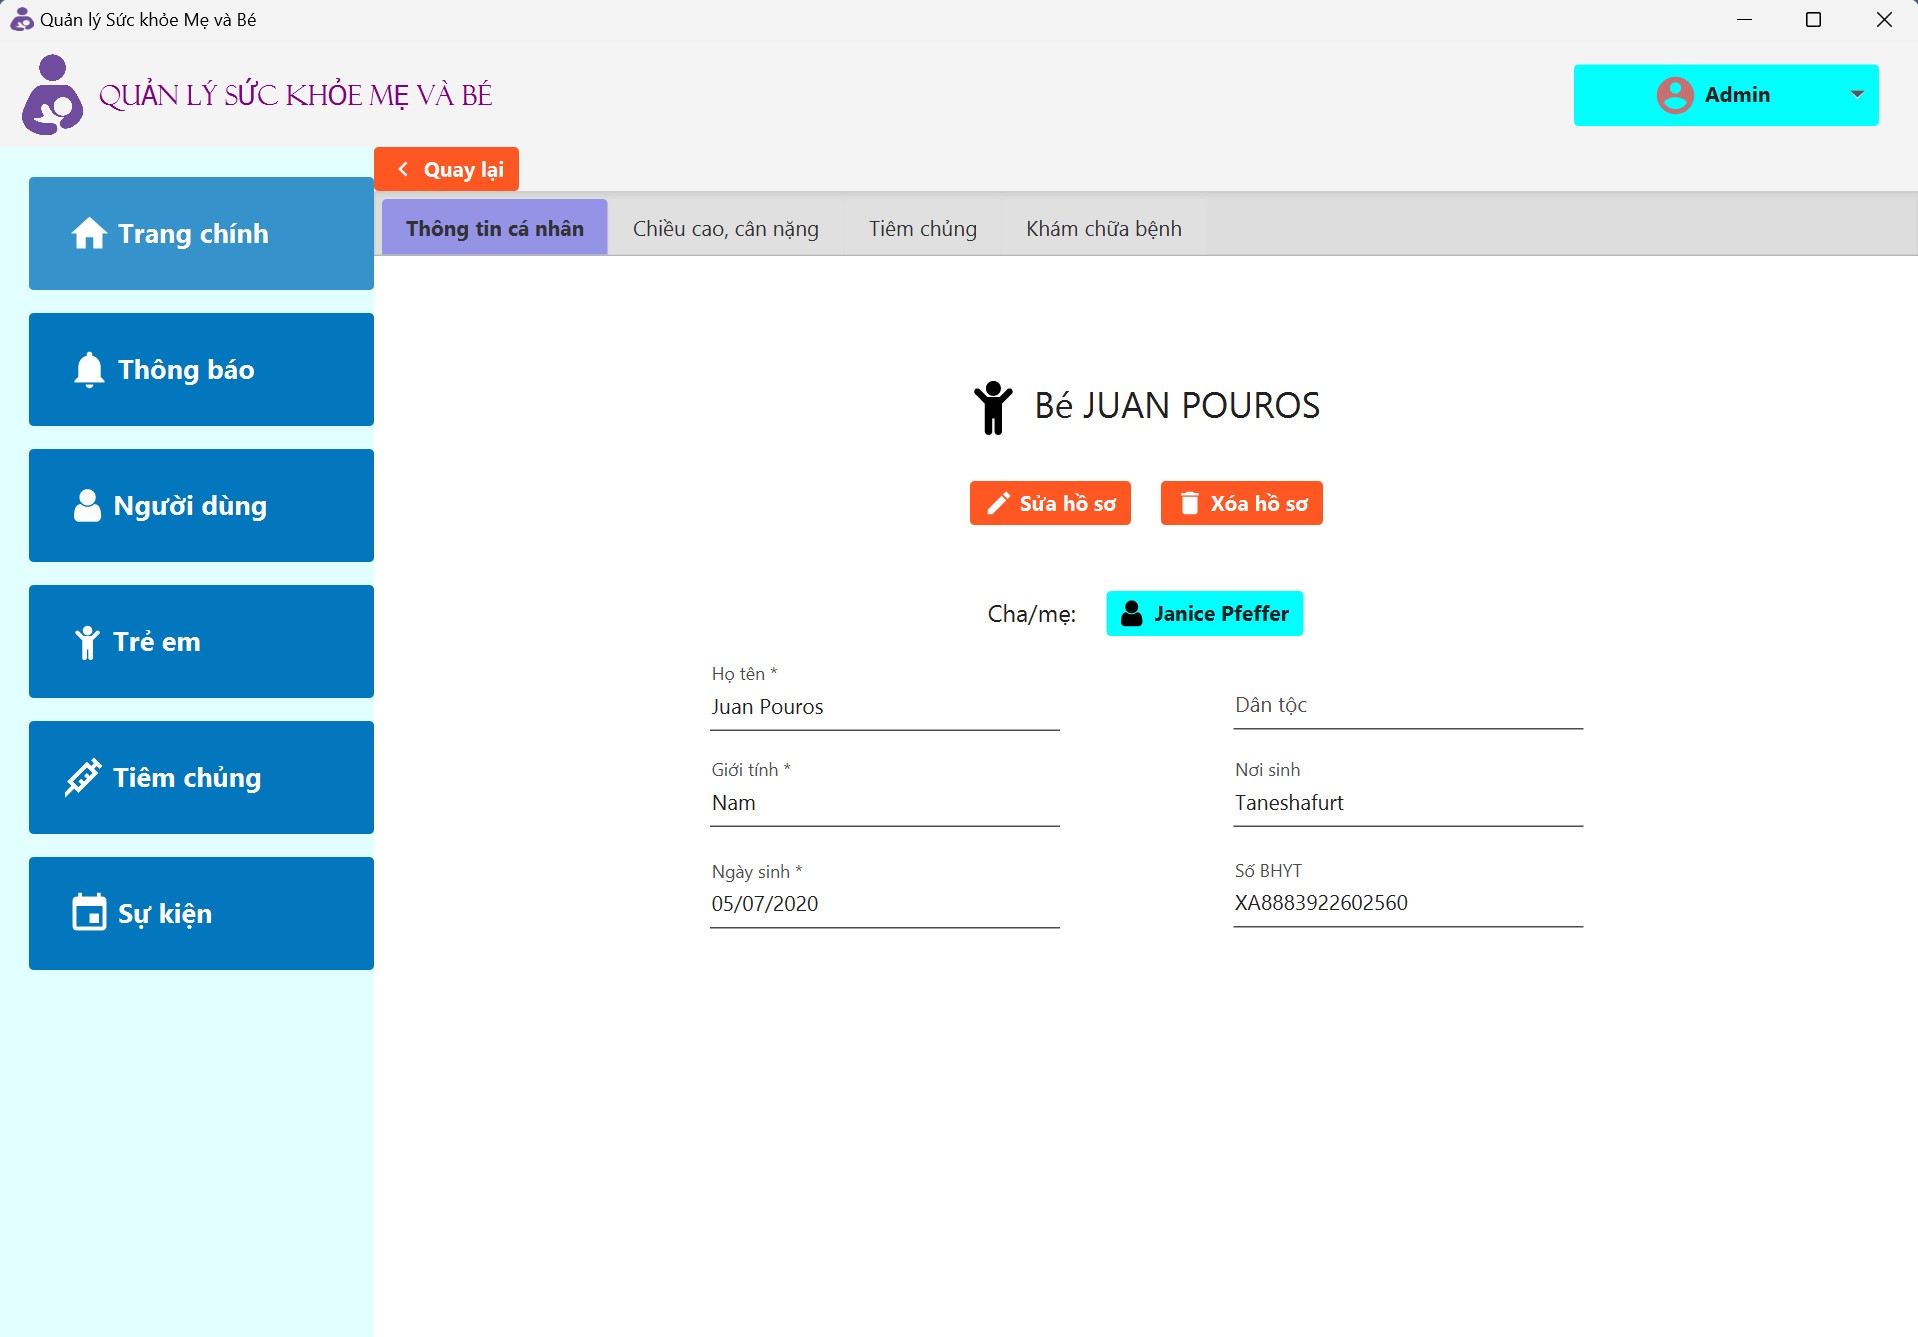 Quản lý Sức khỏe Mẹ và Bé
QUẢN LÝ SỨC KHỎE MẸ VÀ BÉ
Admin
Quay lại
Trang chính
Thông báo
Người dùng
Trẻ em
Tiêm chủng
Sự kiện
Thông tin cá nhân
Chiều cao, cân nặng
Tiêm chủng
Khám chữa bệnh
Bé JUAN POUROS
Sửa hồ sơ
Xóa hồ sơ
Cha/mẹ:
Janice Pfeffer
Họ tên *
Juan Pouros
Dân tộc
Giới tính *
Nam
Nơi sinh
Taneshafurt
Ngày sinh *
05/07/2020
Số BHYT
XA8883922602560